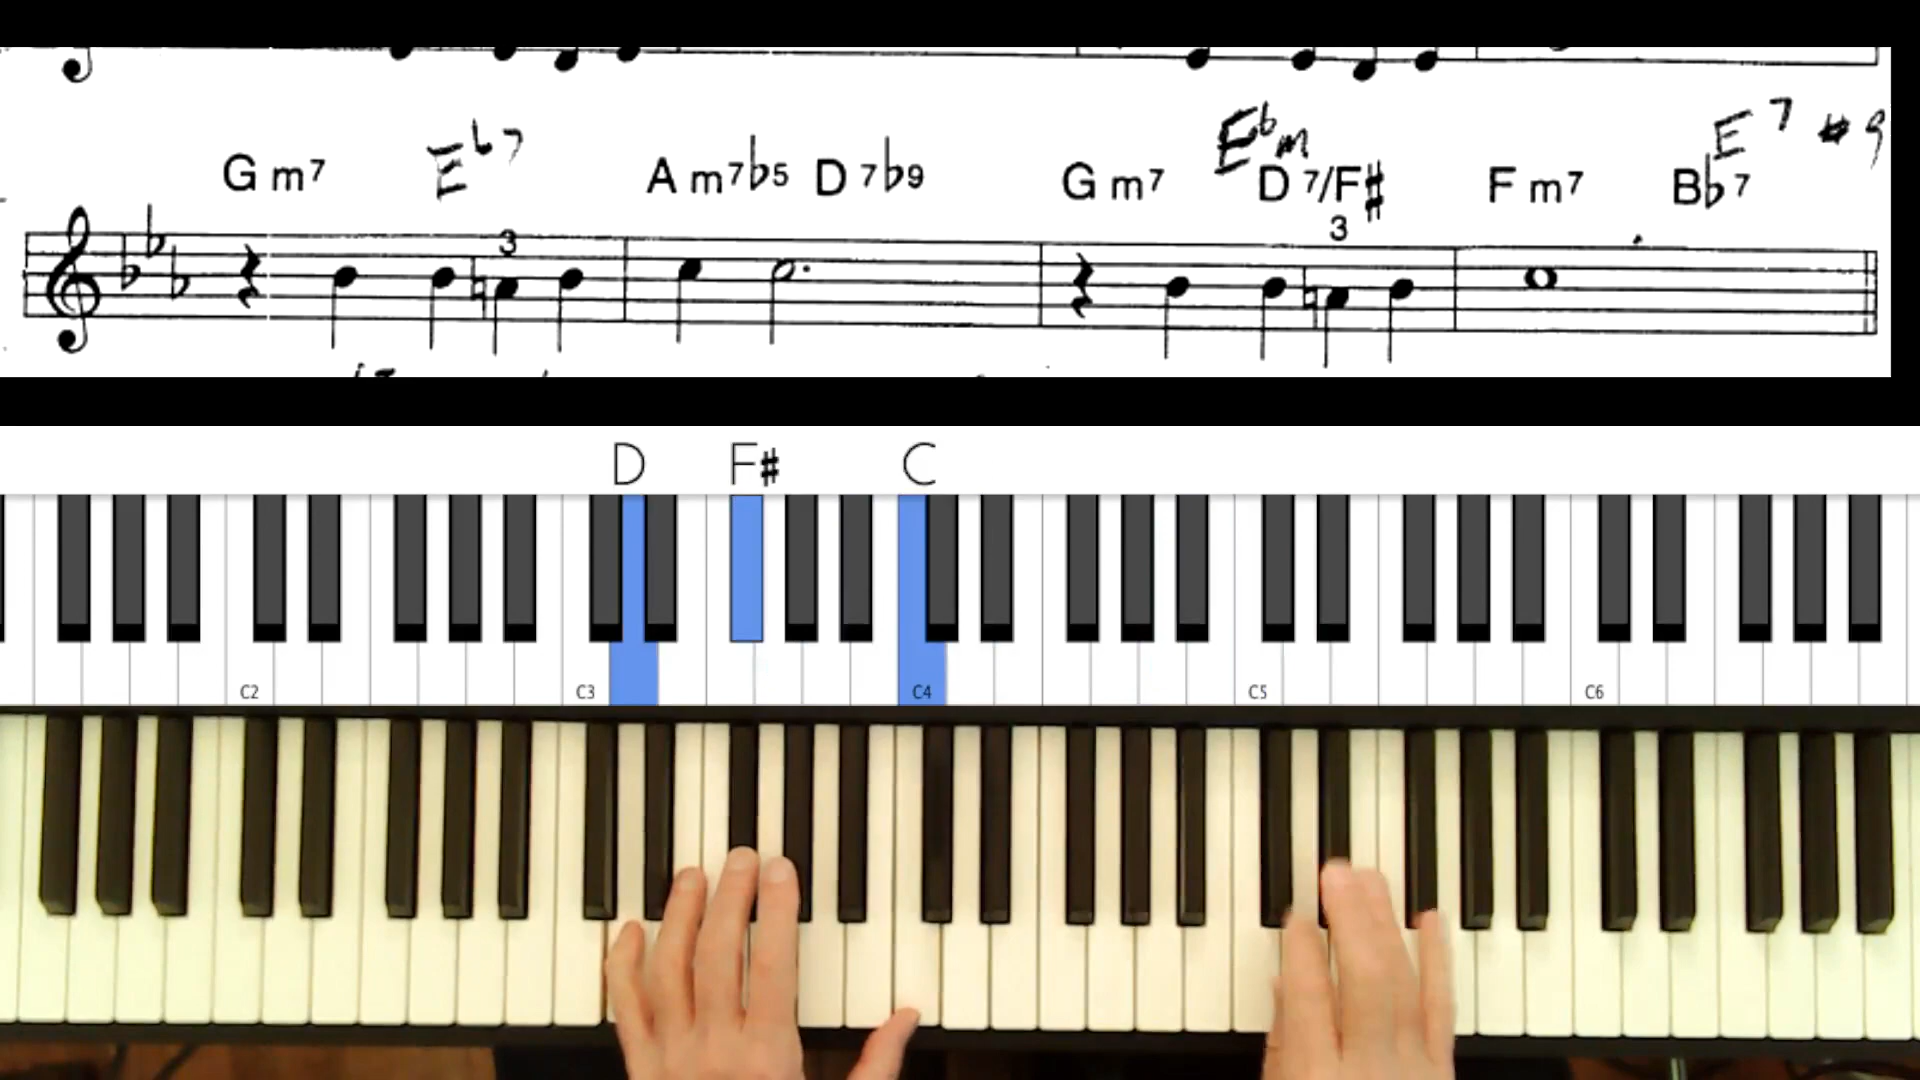 E♭m E7 #9
Gm7 E♭7 Am7♭5 D7♭9 Gm7 D7/F# Fm7 B♭7
3 3
D F# C
C2 C3 C4 C5 C6